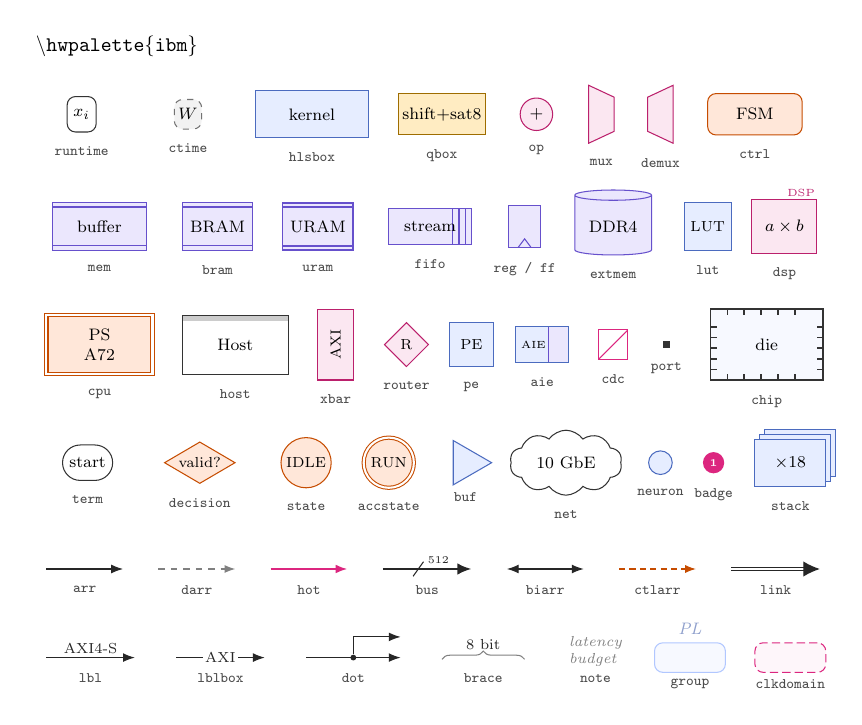 \hwpalette{ibm}
x_i W kernel shift+sat8 + FSM
runtime ctime hlsbox qbox op mux demux ctrl
DSP
buffer BRAM URAM stream DDR4 LUT a × b
mem bram uram fifo reg / ff extmem lut dsp
PS
A72
Host AXI R PE AIE die
cpu host xbar router pe aie cdc port chip
start valid? IDLE RUN 10 GbE 1 ×18
term decision state accstate buf net neuron badge stack
512
arr darr hot bus biarr ctlarr link
AXI4-S AXI 8 bit latency
budget
PL
lbl lblbox dot brace note group clkdomain